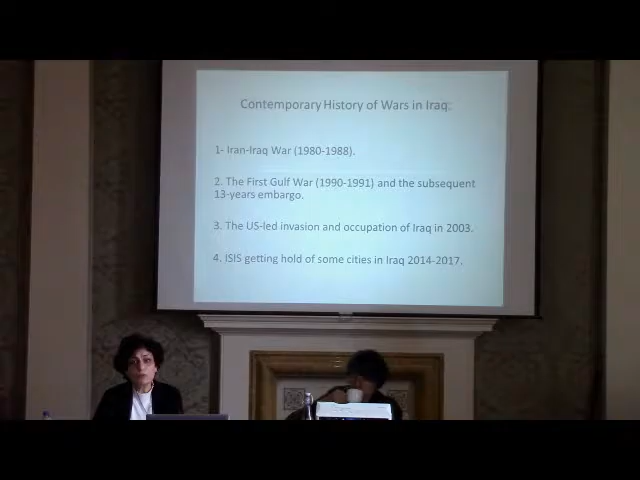 Contemporary History of Wars in Iraq:
1- Iran-Iraq War (1980-1988).
2. The First Gulf War (1990-1991) and the subsequent
13-years embargo.
3. The US-led invasion and occupation of Iraq in 2003.
4. ISIS getting hold of some cities in Iraq 2014-2017.